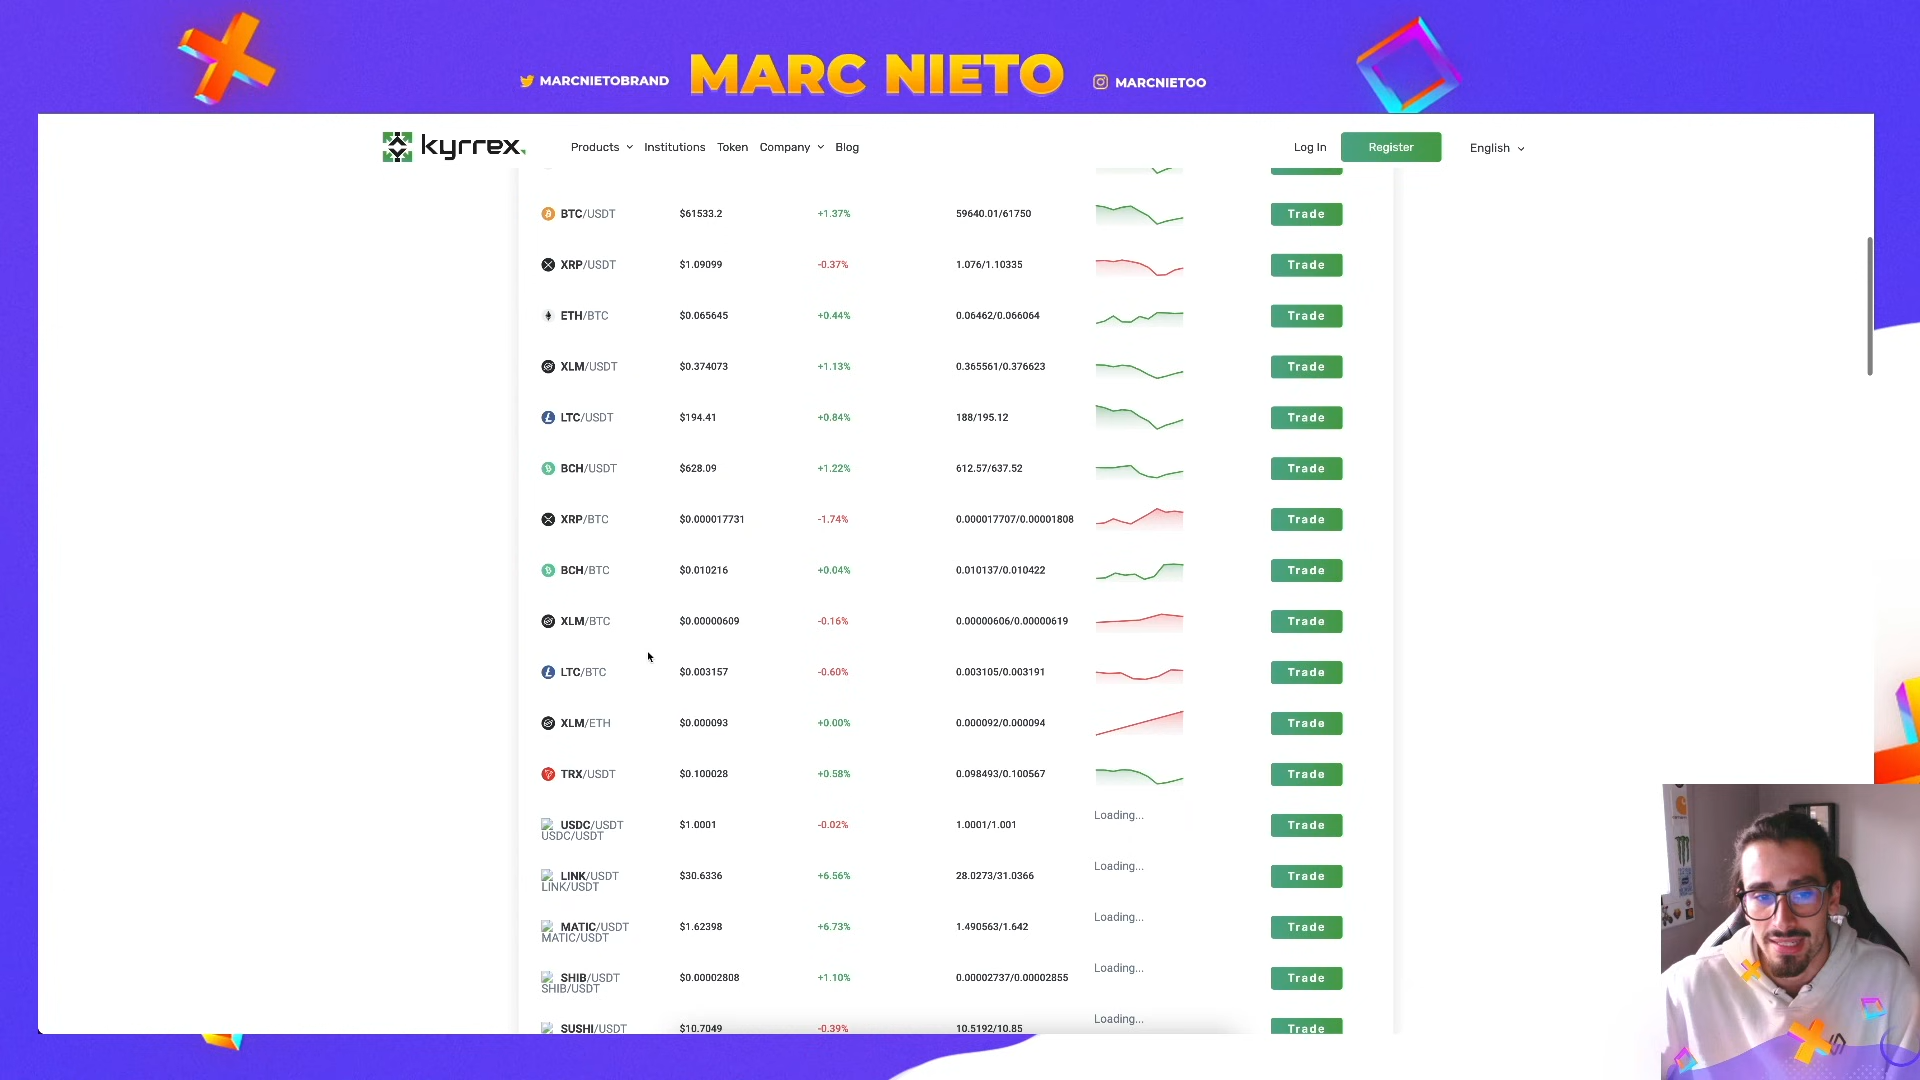 MARCNIETOBRAND MARC NIETO MARCNIETOO
kyrrex. Products Institutions Token Company Blog Log In Register English
BTC/USDT $61533.2 +1.37% 59640.01/61750 Trade
XRP/USDT $1.09099 -0.37% 1.076/1.10335 Trade
ETH/BTC $0.065645 +0.44% 0.06462/0.066064 Trade
XLM/USDT $0.374073 +1.13% 0.365561/0.376623 Trade
LTC/USDT $194.41 +0.84% 188/195.12 Trade
BCH/USDT $628.09 +1.22% 612.57/637.52 Trade
XRP/BTC $0.000017731 -1.74% 0.000017707/0.00001808 Trade
BCH/BTC $0.010216 +0.04% 0.010137/0.010422 Trade
XLM/BTC $0.00000609 -0.16% 0.00000606/0.00000619 Trade
LTC/BTC $0.003157 -0.60% 0.003105/0.003191 Trade
XLM/ETH $0.000093 +0.00% 0.000092/0.000094 Trade
TRX/USDT $0.100028 +0.58% 0.098493/0.100567 Trade
USDC/USDT $1.0001 -0.02% 1.0001/1.001 Loading... Trade
USDC/USDT
LINK/USDT $30.6336 +6.56% 28.0273/31.0366 Loading... Trade
LINK/USDT
MATIC/USDT $1.62398 +6.73% 1.490563/1.642 Loading... Trade
MATIC/USDT
SHIB/USDT $0.00002808 +1.10% 0.00002737/0.00002855 Loading... Trade
SHIB/USDT
SUSHI/USDT $10.7049 -0.39% 10.5192/10.85 Loading... Trade